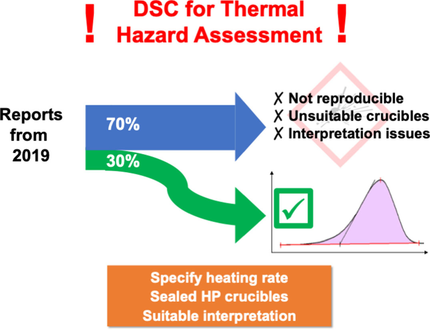 ! DSC for Thermal !
Hazard Assessment
Reports
from
2019
70%
30%
✗ Not reproducible
✗ Unsuitable crucibles
✗ Interpretation issues
Specify heating rate
Sealed HP crucibles
Suitable interpretation